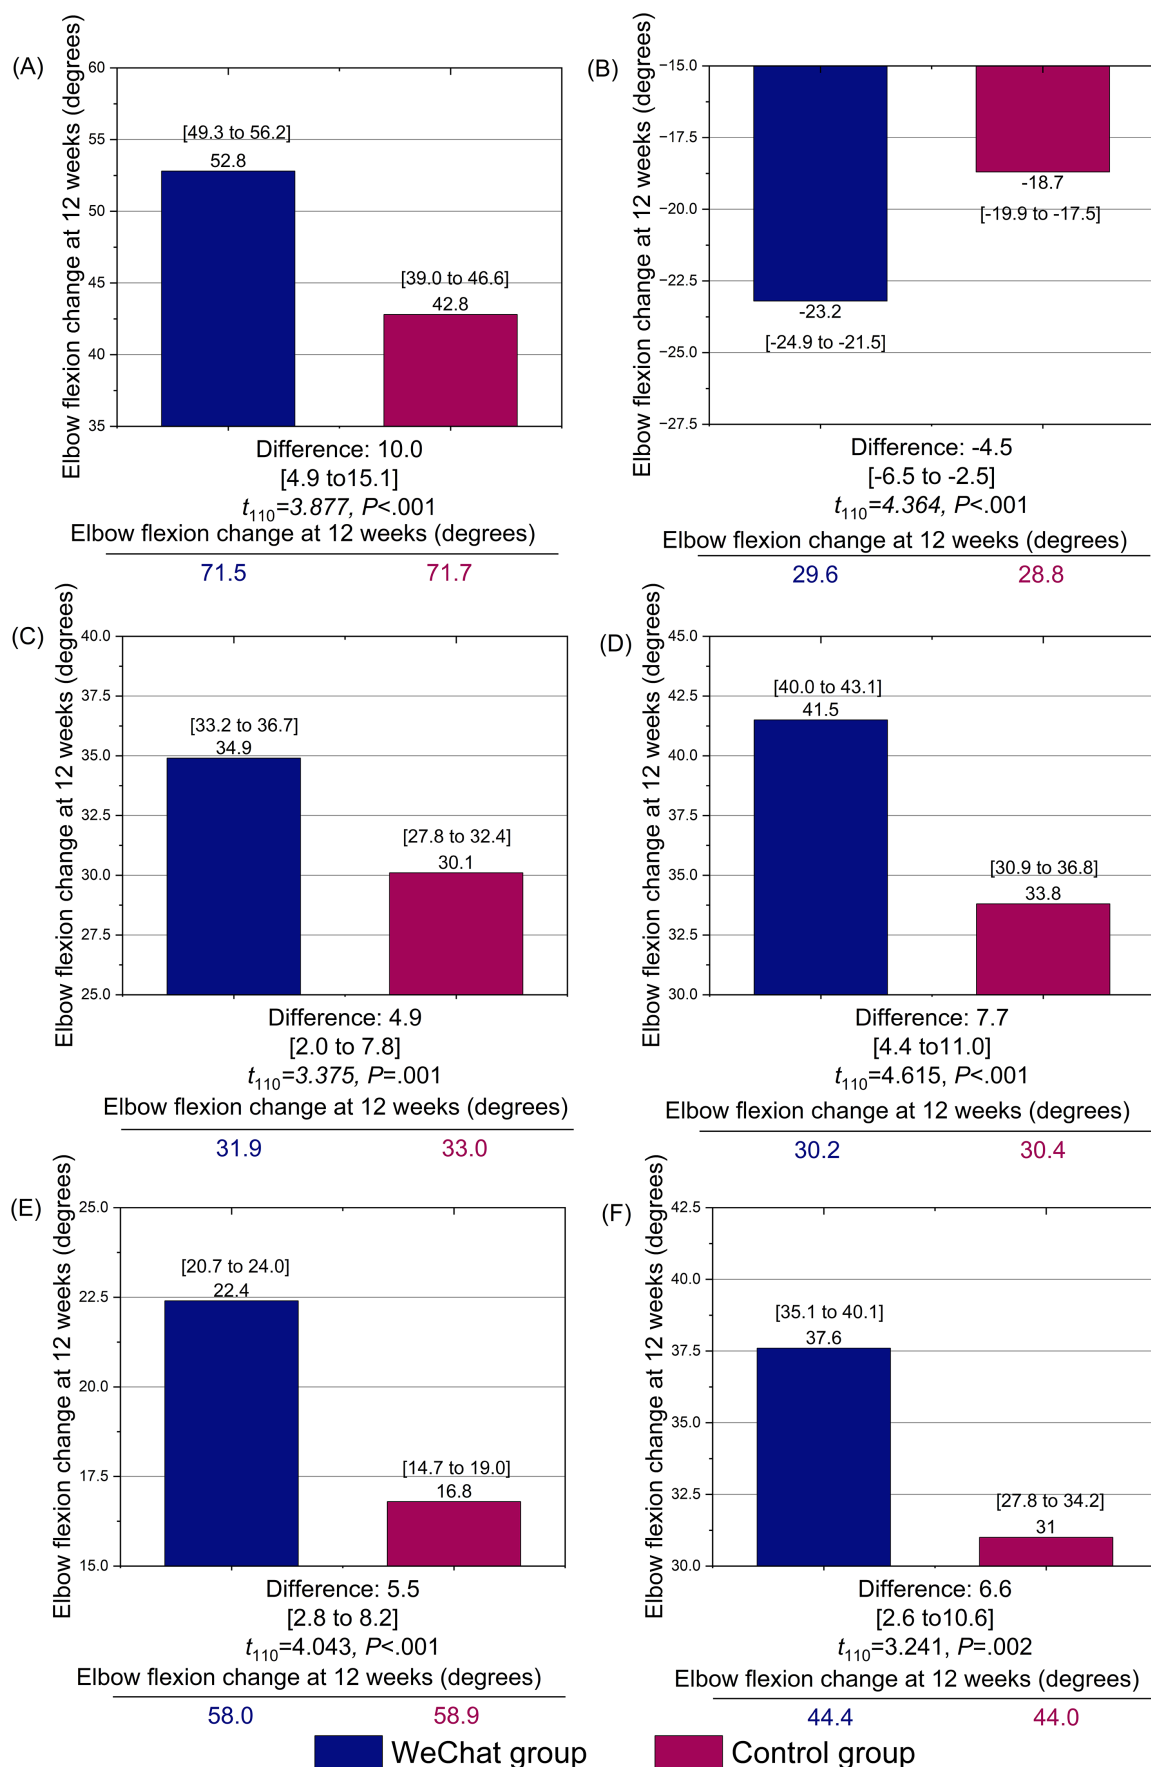 (A)
Elbow flexion change at 12 weeks (degrees)
60
55
50
45
40
35
[49.3 to 56.2]
52.8
[39.0 to 46.6]
42.8
Difference: 10.0
[4.9 to15.1]
t110=3.877, P<.001
Elbow flexion change at 12 weeks (degrees)
71.5 71.7
(B)
Elbow flexion change at 12 weeks (degrees)
−15.0
−17.5
−20.0
−22.5
−25.0
−27.5
-23.2
[-24.9 to -21.5]
-18.7
[-19.9 to -17.5]
Difference: -4.5
[-6.5 to -2.5]
t110=4.364, P<.001
Elbow flexion change at 12 weeks (degrees)
29.6 28.8
(C)
Elbow flexion change at 12 weeks (degrees)
40.0
37.5
35.0
32.5
30.0
27.5
25.0
[33.2 to 36.7]
34.9
[27.8 to 32.4]
30.1
Difference: 4.9
[2.0 to 7.8]
t110=3.375, P=.001
Elbow flexion change at 12 weeks (degrees)
31.9 33.0
(D)
Elbow flexion change at 12 weeks (degrees)
45.0
42.5
40.0
37.5
35.0
32.5
30.0
[40.0 to 43.1]
41.5
[30.9 to 36.8]
33.8
Difference: 7.7
[4.4 to11.0]
t110=4.615, P<.001
Elbow flexion change at 12 weeks (degrees)
30.2 30.4
(E)
Elbow flexion change at 12 weeks (degrees)
25.0
22.5
20.0
17.5
15.0
[20.7 to 24.0]
22.4
[14.7 to 19.0]
16.8
Difference: 5.5
[2.8 to 8.2]
t110=4.043, P<.001
Elbow flexion change at 12 weeks (degrees)
58.0 58.9
(F)
Elbow flexion change at 12 weeks (degrees)
42.5
40.0
37.5
35.0
32.5
30.0
[35.1 to 40.1]
37.6
[27.8 to 34.2]
31
Difference: 6.6
[2.6 to10.6]
t110=3.241, P=.002
Elbow flexion change at 12 weeks (degrees)
44.4 44.0
WeChat group Control group